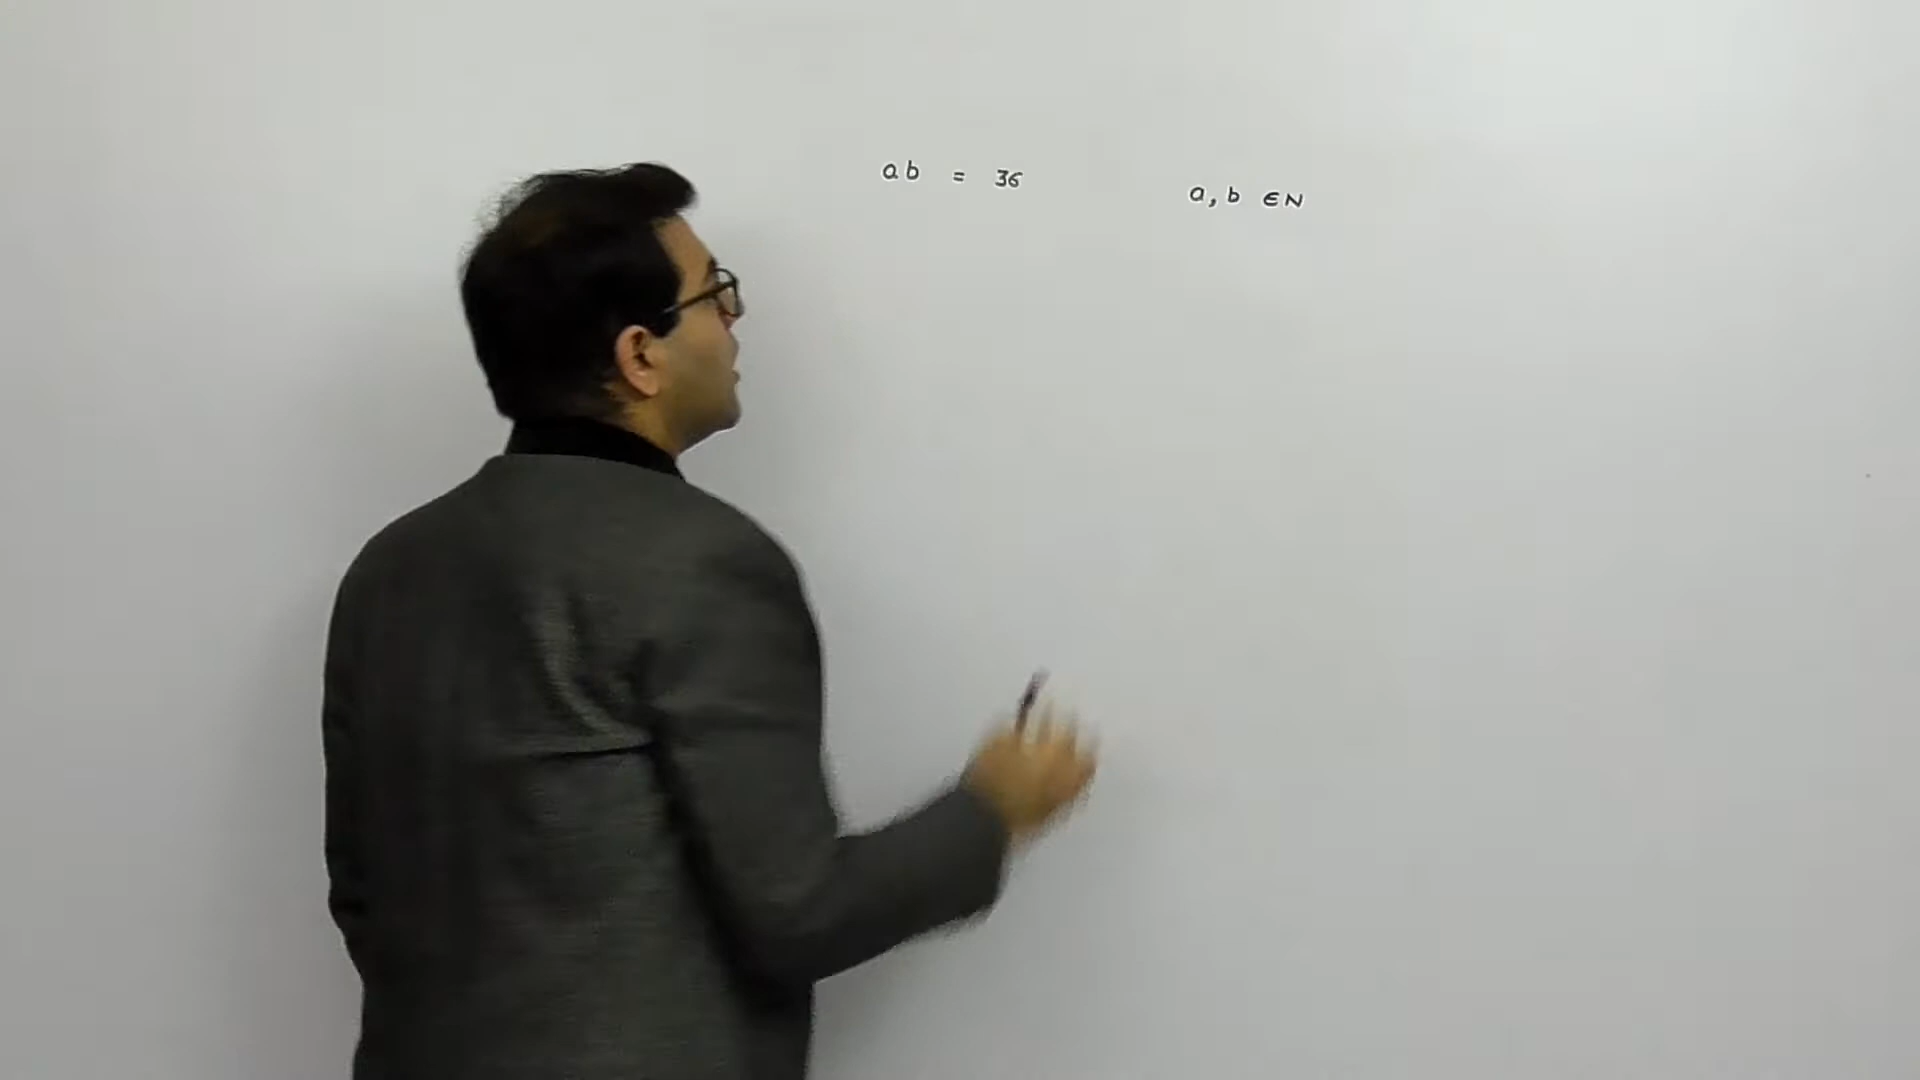 ab = 36
a, b ∈ N